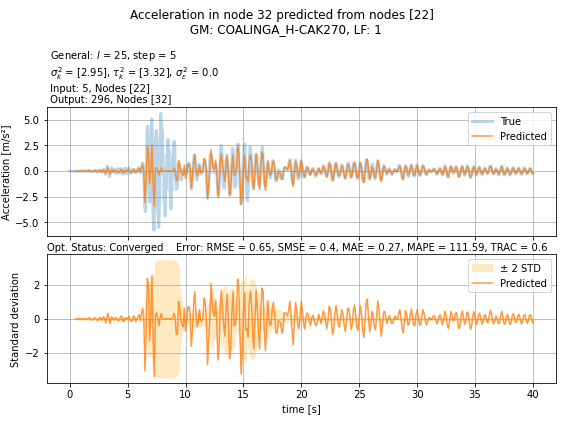 Acceleration in node 32 predicted from nodes [22]
GM: COALINGA_H-CAK270, LF: 1
General: l = 25, step = 5
σ²ₖ = [2.95], τ²ₖ = [3.32], σ²ε = 0.0
Input: 5, Nodes [22]
Output: 296, Nodes [32]
Acceleration [m/s²]
5.0
2.5
0.0
−2.5
−5.0
True
Predicted
Opt. Status: Converged Error: RMSE = 0.65, SMSE = 0.4, MAE = 0.27, MAPE = 111.59, TRAC = 0.6
Standard deviation
2
0
−2
± 2 STD
Predicted
0 5 10 15 20 25 30 35 40
time [s]